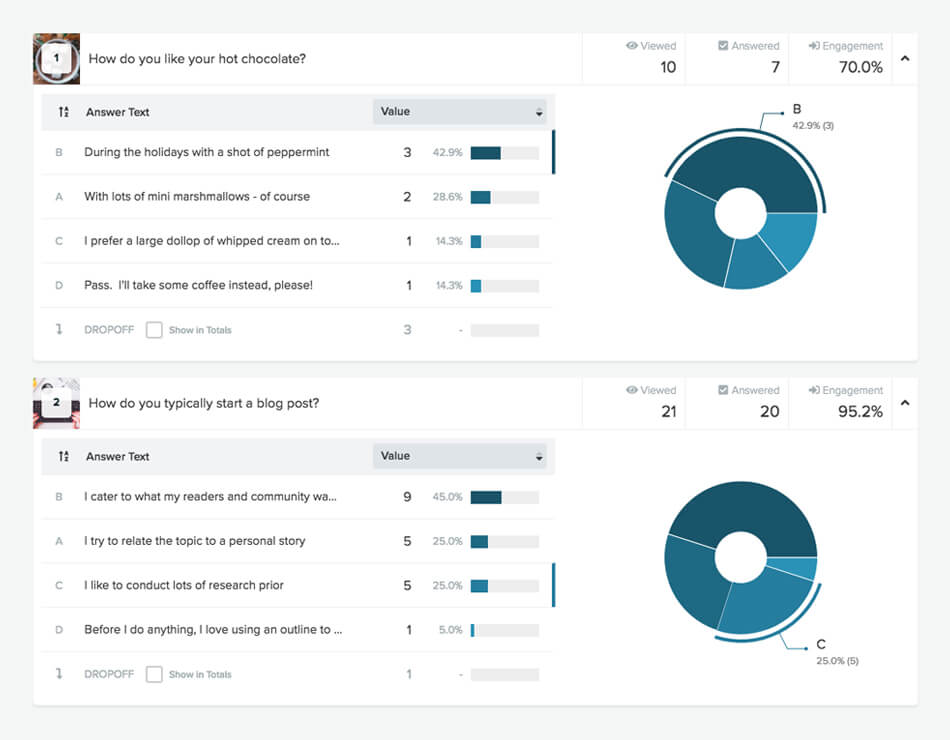 1 How do you like your hot chocolate? Viewed 10 Answered 7 Engagement 70.0%
Answer Text Value
B During the holidays with a shot of peppermint 3 42.9%
A With lots of mini marshmallows - of course 2 28.6%
C I prefer a large dollop of whipped cream on to... 1 14.3%
D Pass. I'll take some coffee instead, please! 1 14.3%
DROPOFF Show in Totals 3 -
B
42.9% (3)
2 How do you typically start a blog post? Viewed 21 Answered 20 Engagement 95.2%
Answer Text Value
B I cater to what my readers and community wa... 9 45.0%
A I try to relate the topic to a personal story 5 25.0%
C I like to conduct lots of research prior 5 25.0%
D Before I do anything, I love using an outline to ... 1 5.0%
DROPOFF Show in Totals 1 -
C
25.0% (5)